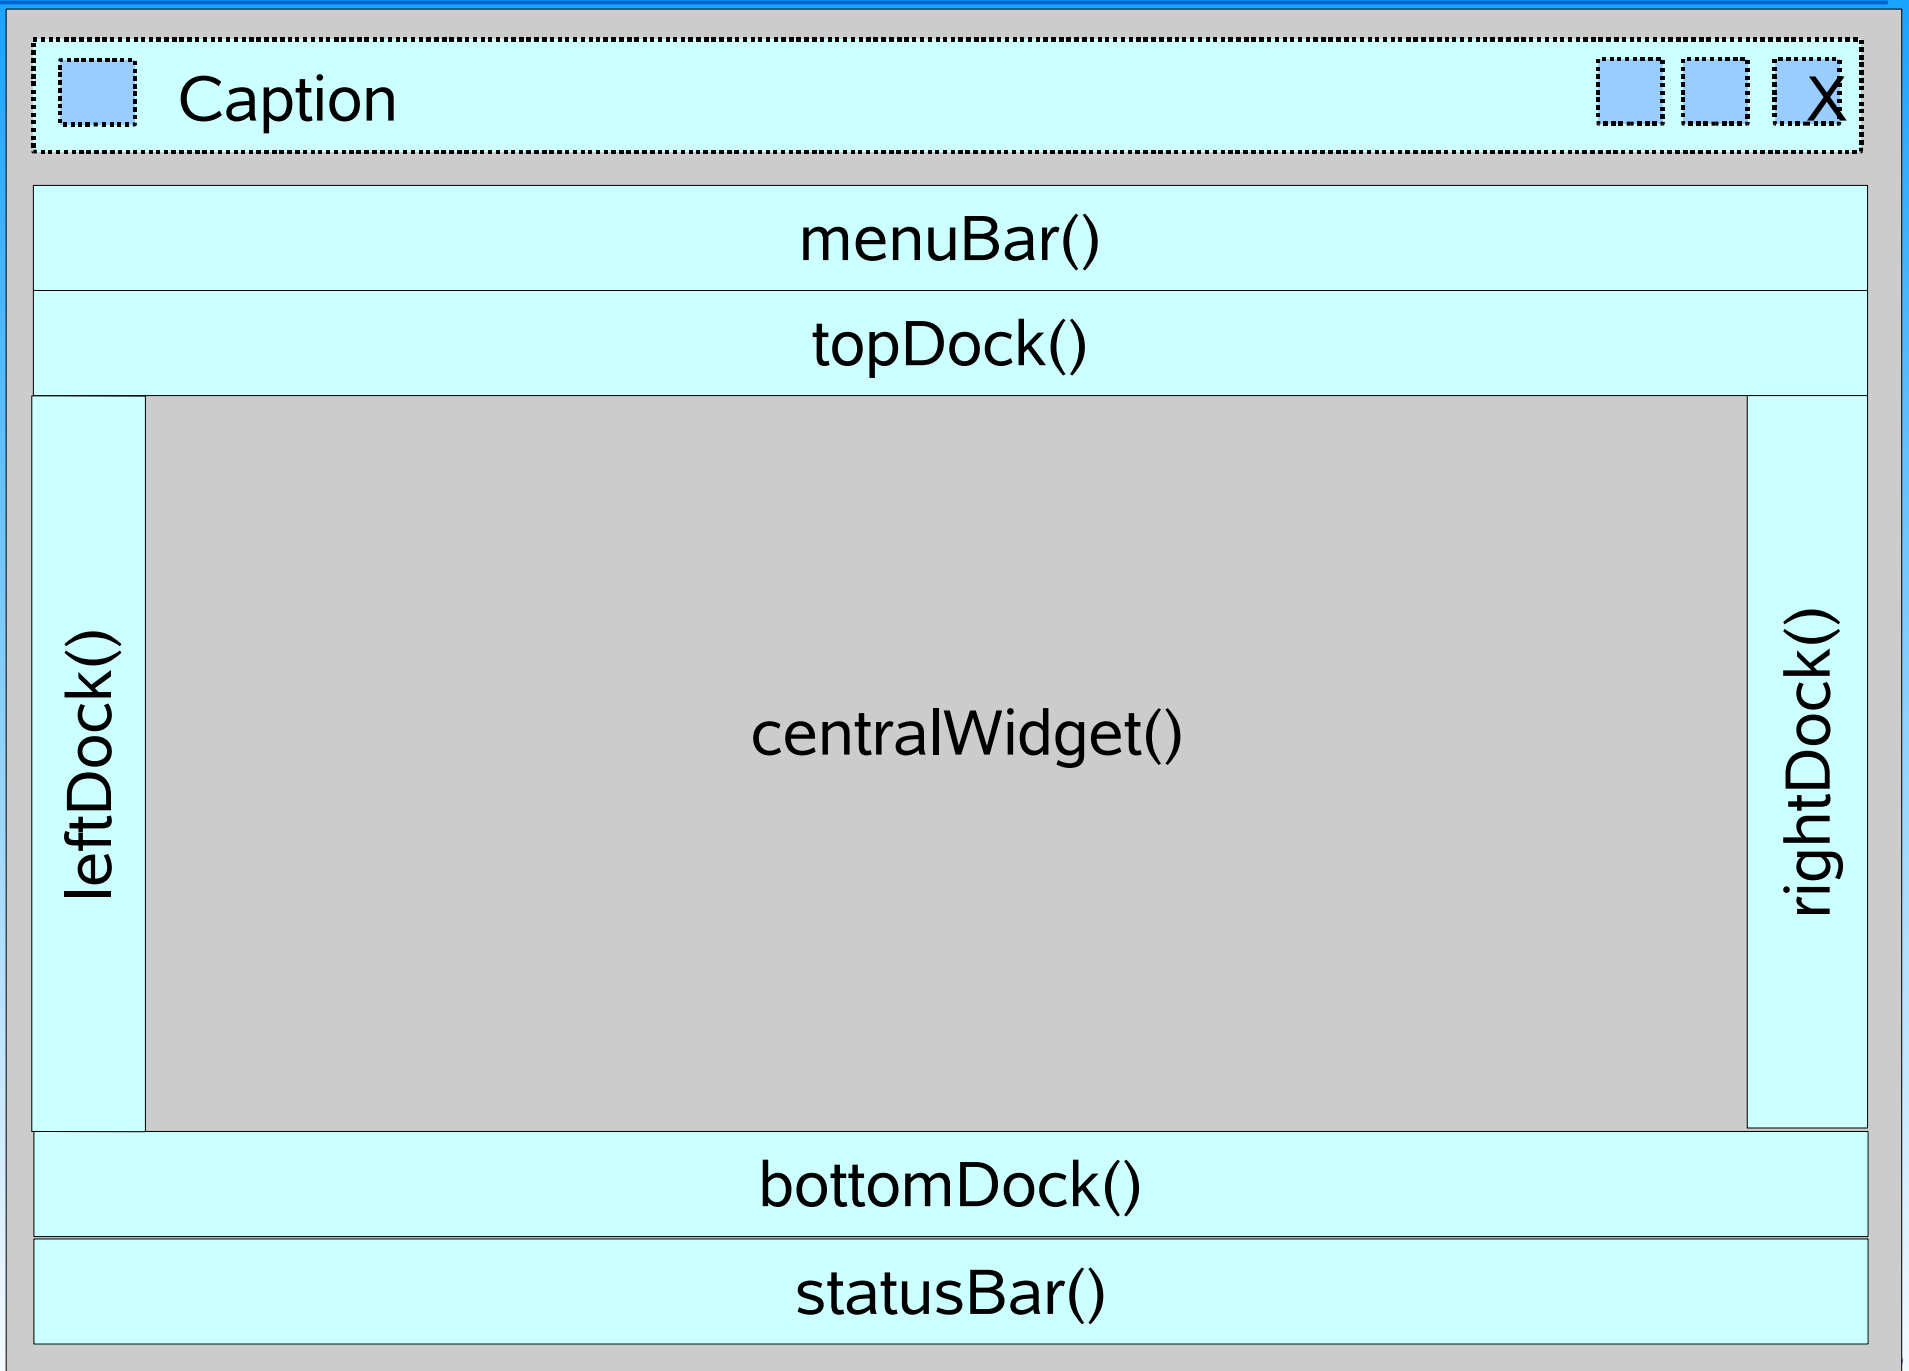 Caption
X
menuBar()
topDock()
leftDock()
centralWidget()
rightDock()
bottomDock()
statusBar()